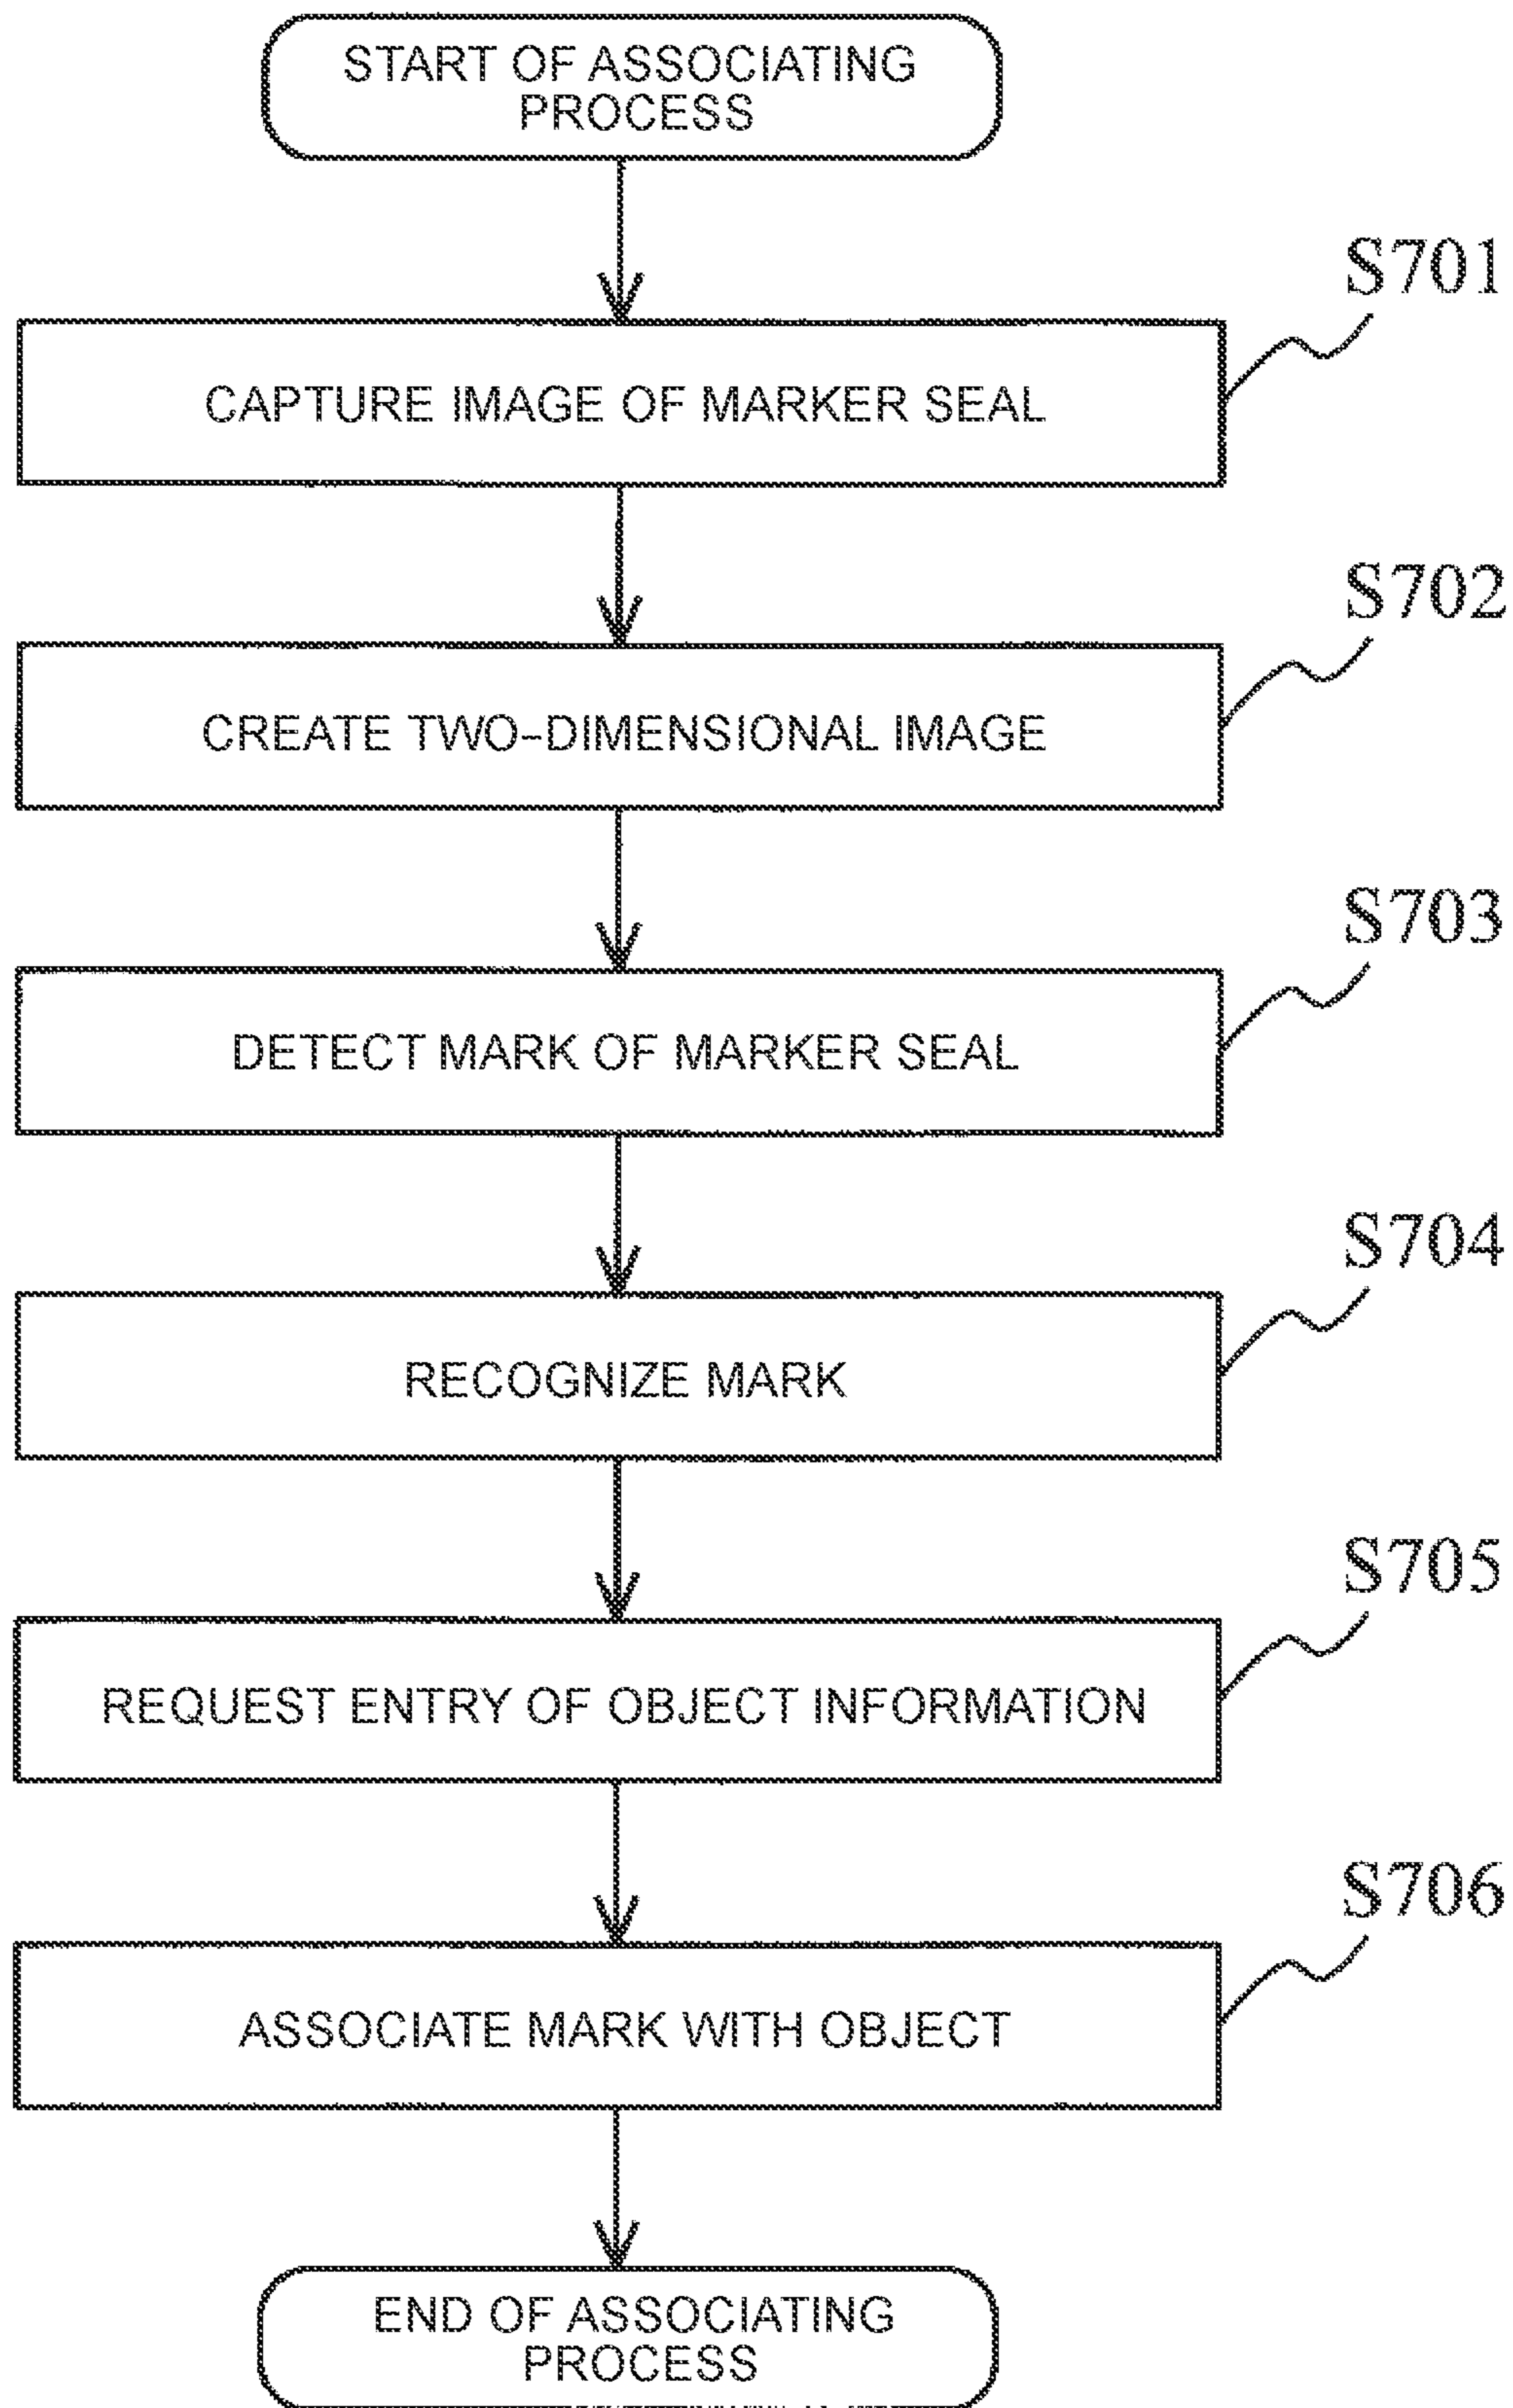 START OF ASSOCIATING
PROCESS
S701
CAPTURE IMAGE OF MARKER SEAL
S702
CREATE TWO-DIMENSIONAL IMAGE
S703
DETECT MARK OF MARKER SEAL
S704
RECOGNIZE MARK
S705
REQUEST ENTRY OF OBJECT INFORMATION
S706
ASSOCIATE MARK WITH OBJECT
END OF ASSOCIATING
PROCESS